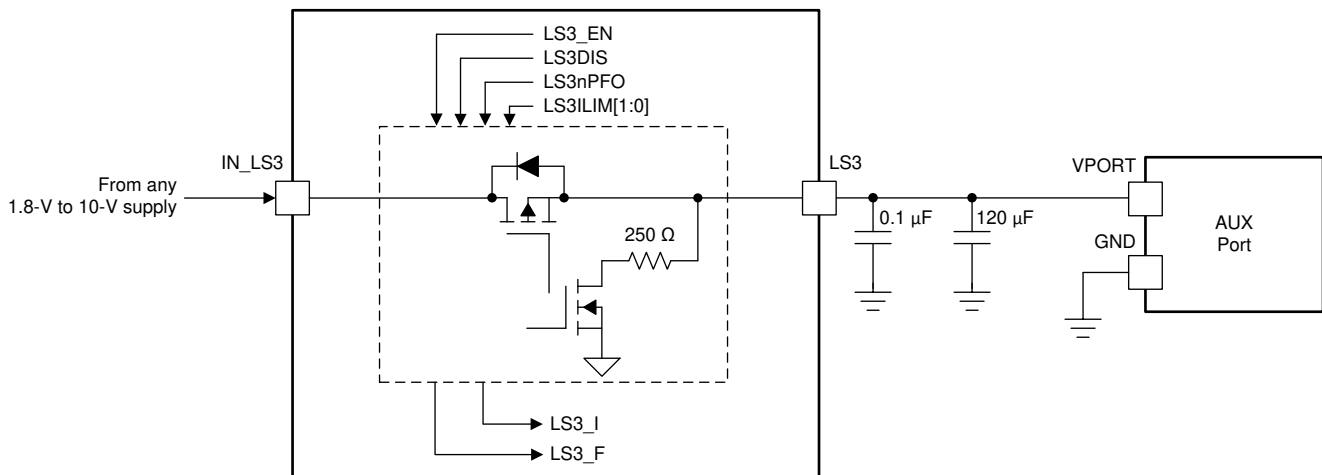 LS3_EN
LS3DIS
LS3nPFO
LS3ILIM[1:0]
IN_LS3
From any
1.8-V to 10-V supply
LS3
VPORT
0.1 µF
120 µF
250 Ω
GND
AUX
Port
LS3_I
LS3_F